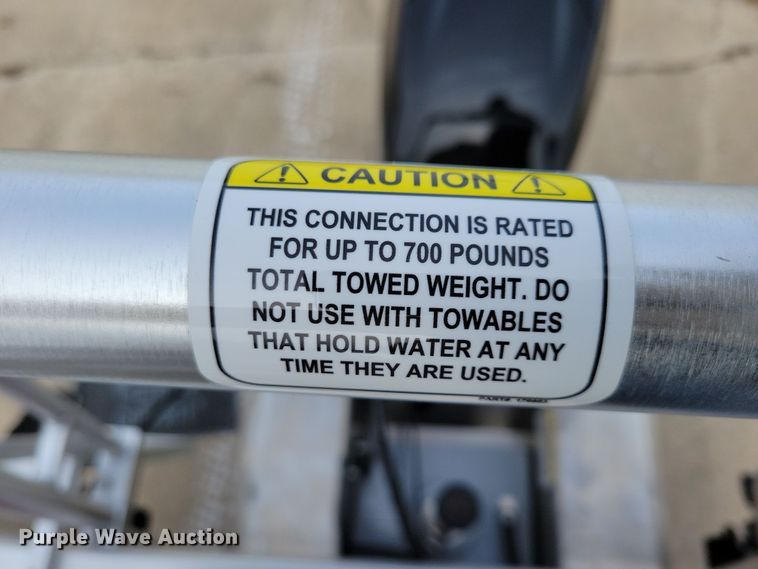 CAUTION
THIS CONNECTION IS RATED
FOR UP TO 700 POUNDS
TOTAL TOWED WEIGHT. DO
NOT USE WITH TOWABLES
THAT HOLD WATER AT ANY
TIME THEY ARE USED.
Purple Wave Auction